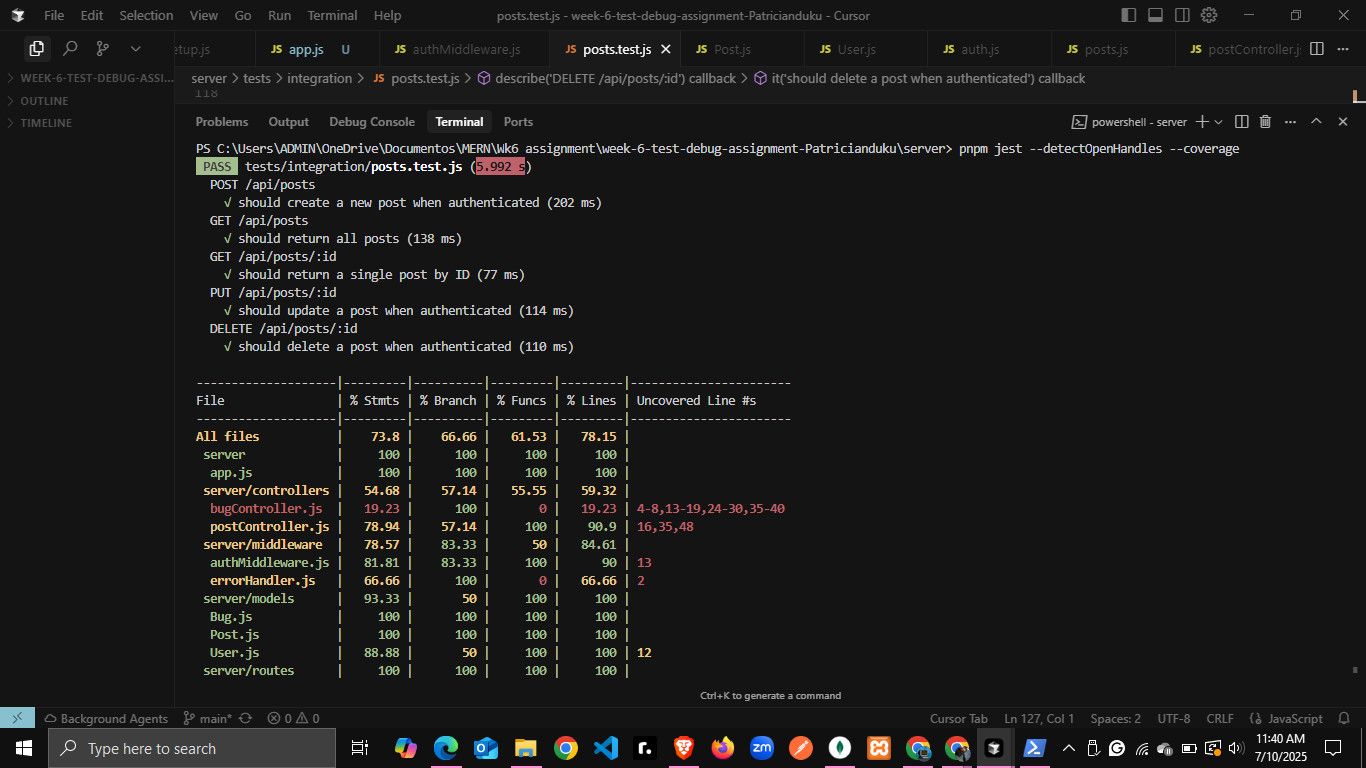 File Edit Selection View Go Run Terminal Help posts.test.js - week-6-test-debug-assignment-Patricianduku - Cursor
etup.js JS app.js U JS authMiddleware.js JS posts.test.js JS Post.js JS User.js JS auth.js JS posts.js JS postController.j
WEEK-6-TEST-DEBUG-ASSI...
OUTLINE
TIMELINE
server > tests > integration > JS posts.test.js > describe('DELETE /api/posts/:id') callback > it('should delete a post when authenticated') callback
118
Problems Output Debug Console Terminal Ports powershell - server
PS C:\Users\ADMIN\OneDrive\Documentos\MERN\Wk6 assignment\week-6-test-debug-assignment-Patricianduku\server> pnpm jest --detectOpenHandles --coverage
PASS tests/integration/posts.test.js (5.992 s)
POST /api/posts
√ should create a new post when authenticated (202 ms)
GET /api/posts
√ should return all posts (138 ms)
GET /api/posts/:id
√ should return a single post by ID (77 ms)
PUT /api/posts/:id
√ should update a post when authenticated (114 ms)
DELETE /api/posts/:id
√ should delete a post when authenticated (110 ms)
--------------------|---------|----------|---------|---------|-----------------------
File | % Stmts | % Branch | % Funcs | % Lines | Uncovered Line #s
--------------------|---------|----------|---------|---------|-----------------------
All files | 73.8 | 66.66 | 61.53 | 78.15 |
server | 100 | 100 | 100 | 100 |
app.js | 100 | 100 | 100 | 100 |
server/controllers | 54.68 | 57.14 | 55.55 | 59.32 |
bugController.js | 19.23 | 100 | 0 | 19.23 | 4-8,13-19,24-30,35-40
postController.js | 78.94 | 57.14 | 100 | 90.9 | 16,35,48
server/middleware | 78.57 | 83.33 | 50 | 84.61 |
authMiddleware.js | 81.81 | 83.33 | 100 | 90 | 13
errorHandler.js | 66.66 | 100 | 0 | 66.66 | 2
server/models | 93.33 | 50 | 100 | 100 |
Bug.js | 100 | 100 | 100 | 100 |
Post.js | 100 | 100 | 100 | 100 |
User.js | 88.88 | 50 | 100 | 100 | 12
server/routes | 100 | 100 | 100 | 100 |
Ctrl+K to generate a command
Background Agents main* 0 0 Cursor Tab Ln 127, Col 1 Spaces: 2 UTF-8 CRLF {} JavaScript
Type here to search
zm
11:40 AM
7/10/2025